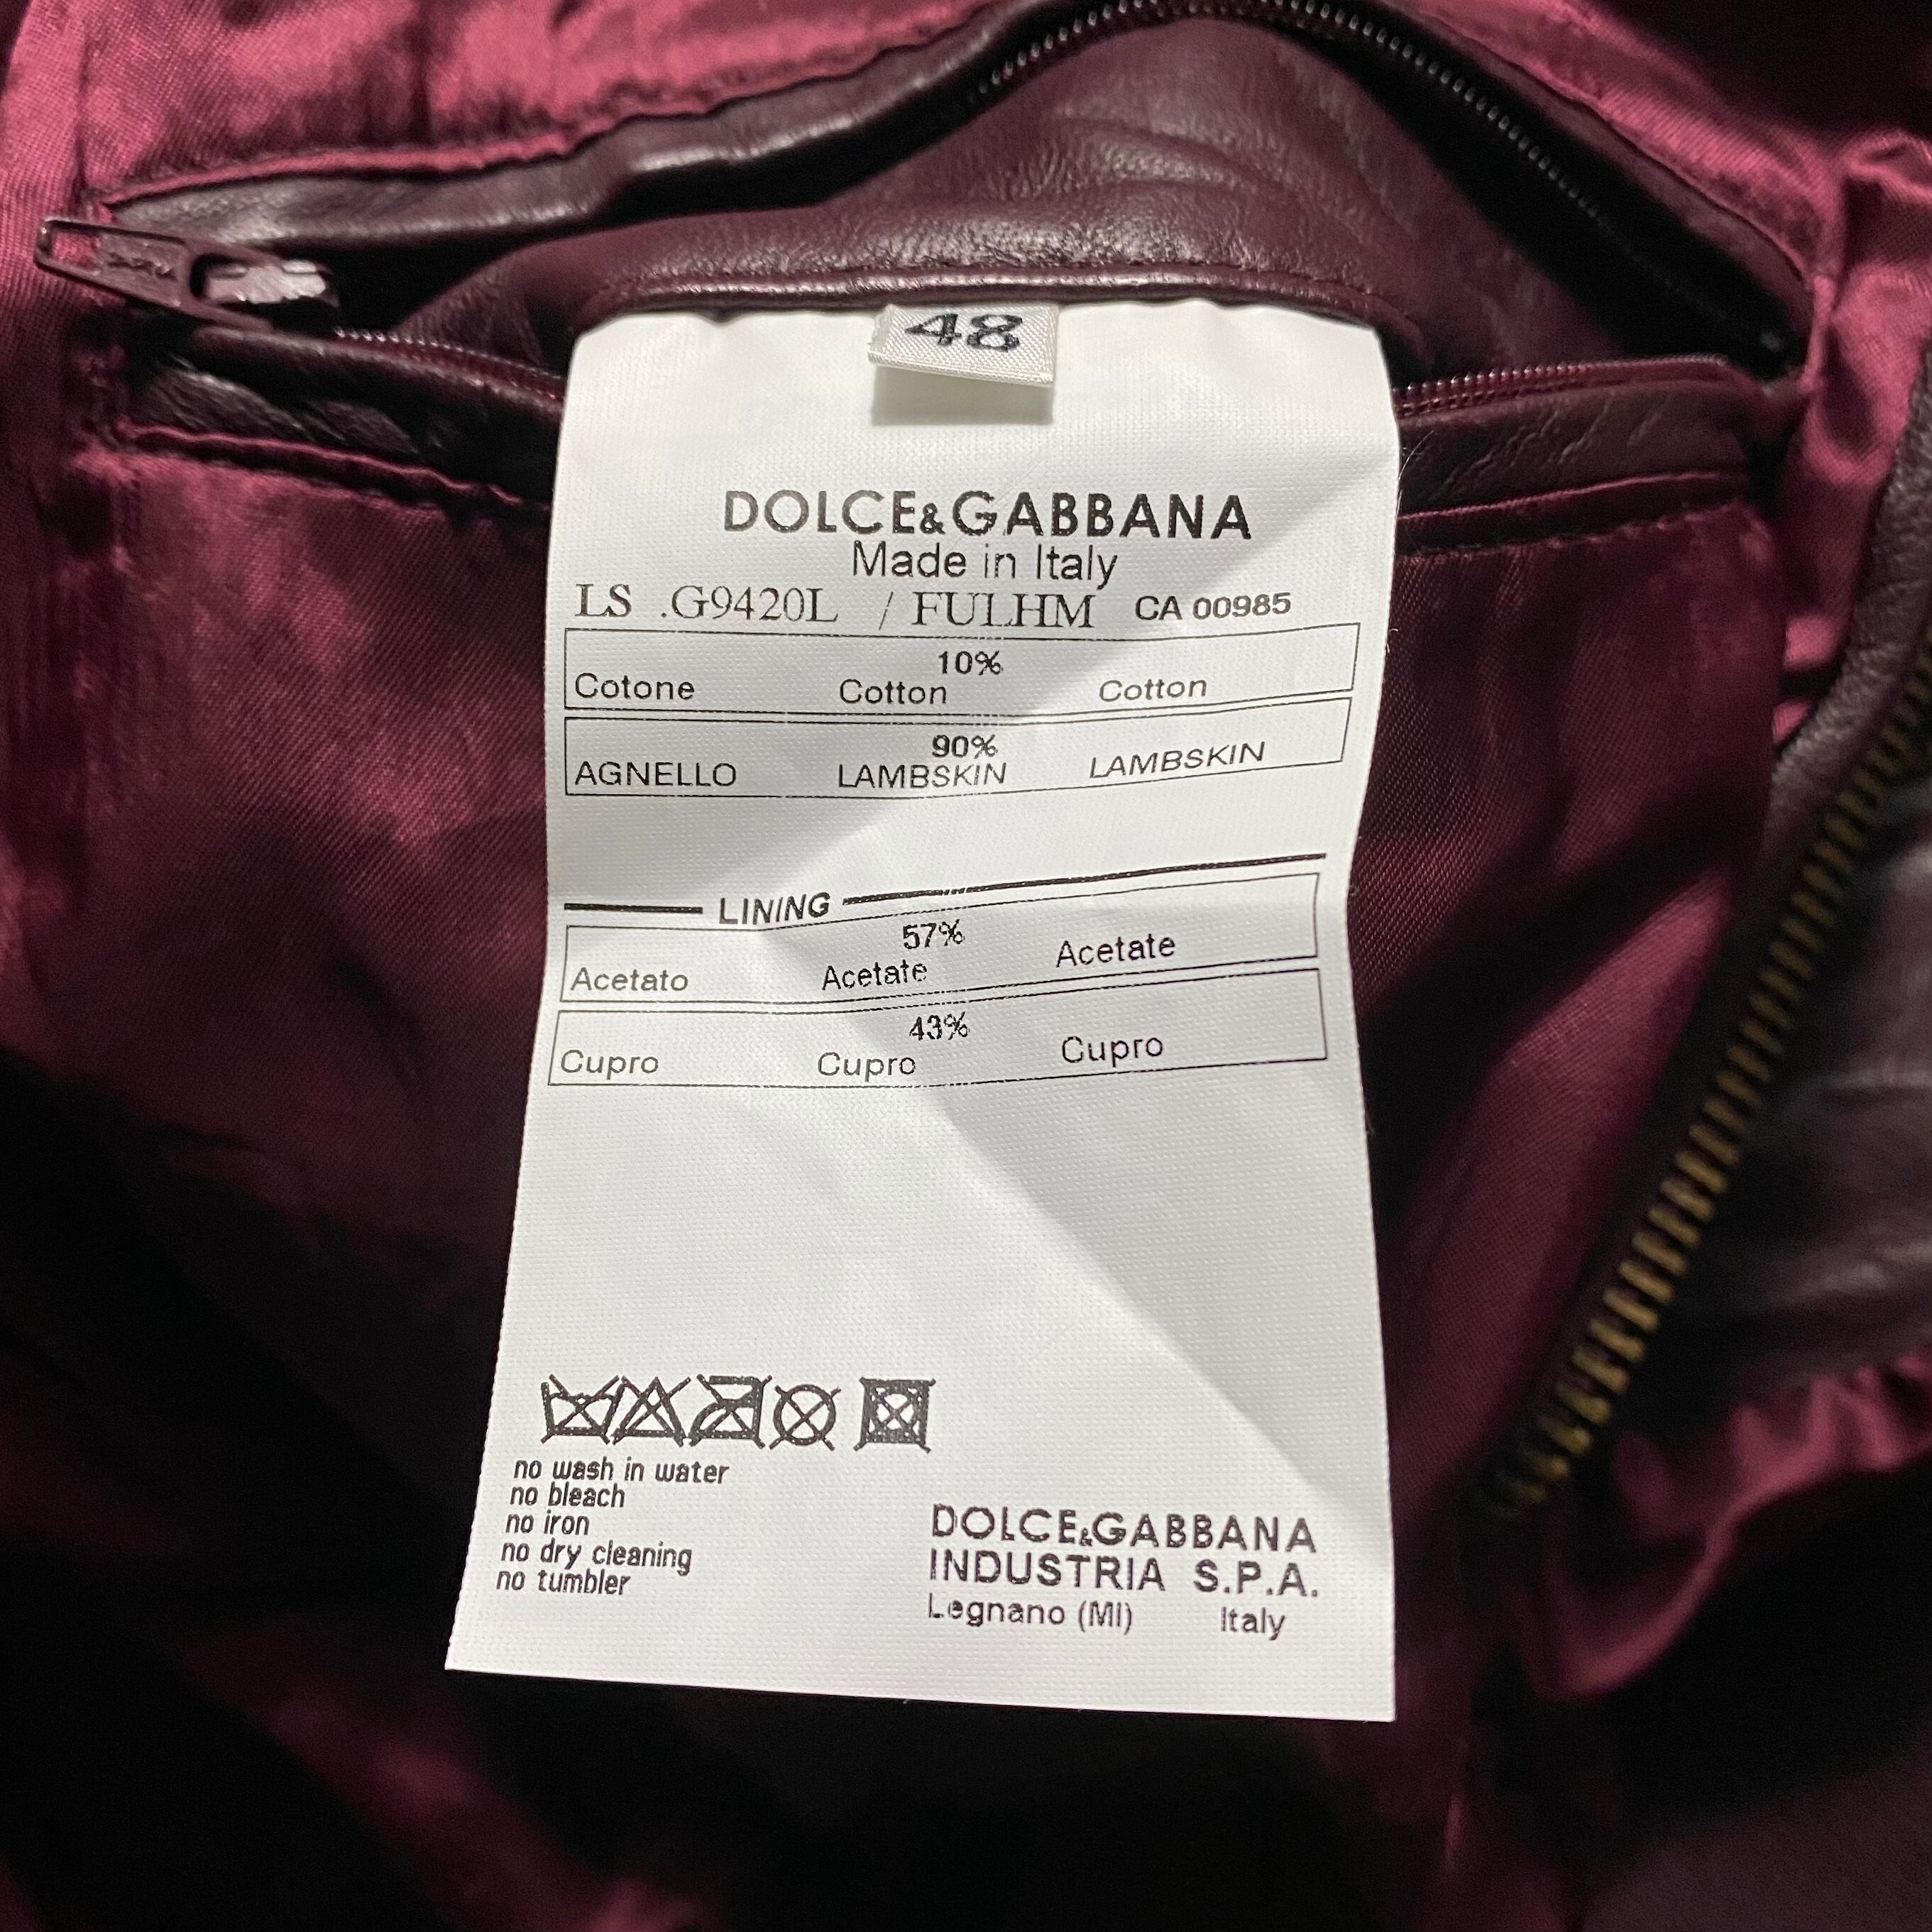 48
DOLCE&GABBANA
Made in Italy
LS .G9420L / FULHM CA 00985
10%
Cotone Cotton Cotton
90%
AGNELLO LAMBSKIN LAMBSKIN
LINING
57%
Acetato Acetate Acetate
43%
Cupro Cupro Cupro
no wash in water
no bleach
no iron
no dry cleaning
no tumbler
DOLCE&GABBANA
INDUSTRIA S.P.A.
Legnano (MI) Italy